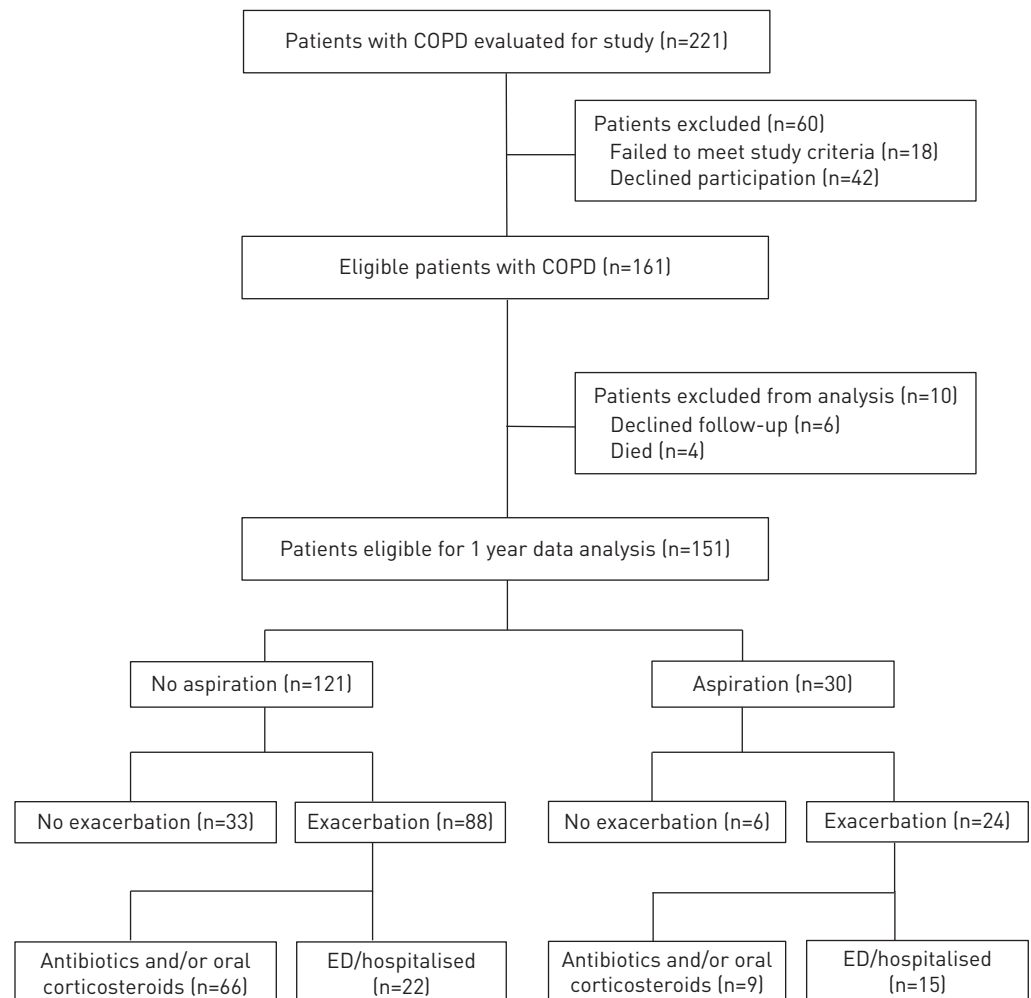 Patients with COPD evaluated for study (n=221)
Patients excluded (n=60)
Failed to meet study criteria (n=18)
Declined participation (n=42)
Eligible patients with COPD (n=161)
Patients excluded from analysis (n=10)
Declined follow-up (n=6)
Died (n=4)
Patients eligible for 1 year data analysis (n=151)
No aspiration (n=121)
Aspiration (n=30)
No exacerbation (n=33)
Exacerbation (n=88)
No exacerbation (n=6)
Exacerbation (n=24)
Antibiotics and/or oral
corticosteroids (n=66)
ED/hospitalised
(n=22)
Antibiotics and/or oral
corticosteroids (n=9)
ED/hospitalised
(n=15)